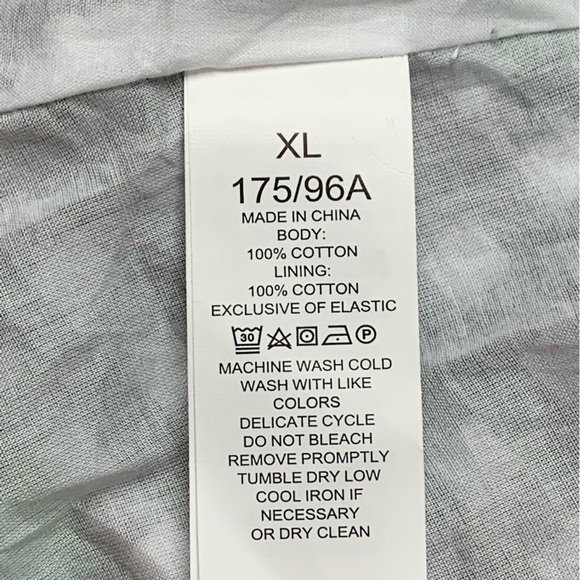 XL
175/96A
MADE IN CHINA
BODY:
100% COTTON
LINING:
100% COTTON
EXCLUSIVE OF ELASTIC
30 P
MACHINE WASH COLD
WASH WITH LIKE
COLORS
DELICATE CYCLE
DO NOT BLEACH
REMOVE PROMPTLY
TUMBLE DRY LOW
COOL IRON IF
NECESSARY
OR DRY CLEAN